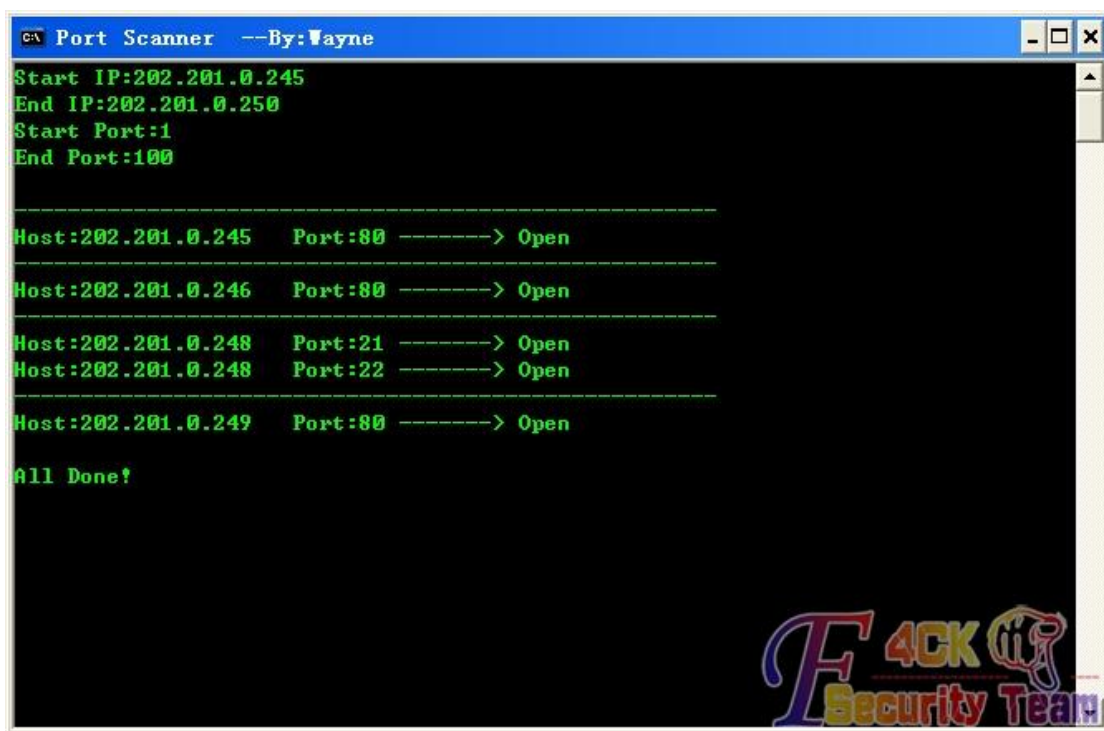 Port Scanner --By:Wayne
Start IP:202.201.0.245
End IP:202.201.0.250
Start Port:1
End Port:100
-----------------------------------------------------
Host:202.201.0.245 Port:80 -------> Open
-----------------------------------------------------
Host:202.201.0.246 Port:80 -------> Open
-----------------------------------------------------
Host:202.201.0.248 Port:21 -------> Open
Host:202.201.0.248 Port:22 -------> Open
-----------------------------------------------------
Host:202.201.0.249 Port:80 -------> Open
All Done!
F4CK
Security Team